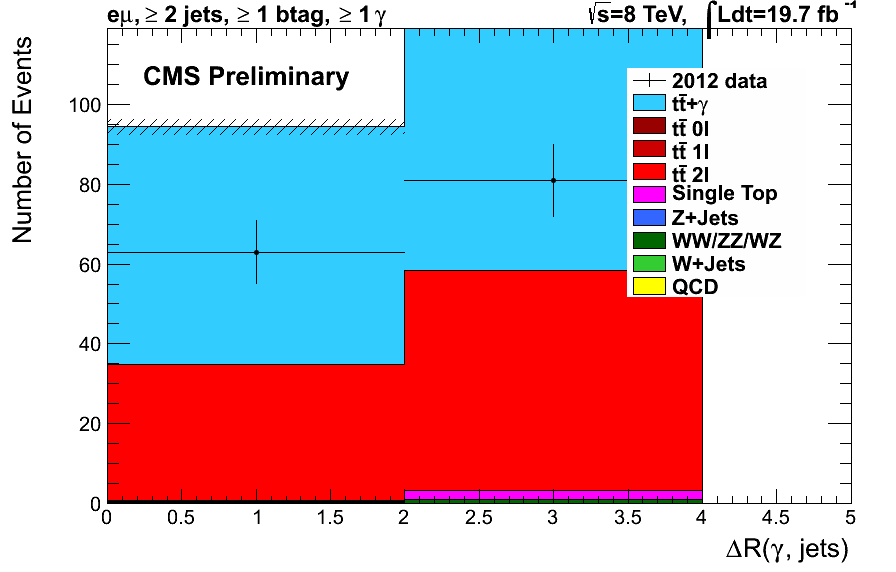 eμ, ≥ 2 jets, ≥ 1 btag, ≥ 1 γ
√s=8 TeV, ∫Ldt=19.7 fb⁻¹
CMS Preliminary
2012 data
tt̄+γ
tt̄ 0l
tt̄ 1l
tt̄ 2l
Single Top
Z+Jets
WW/ZZ/WZ
W+Jets
QCD
Number of Events
100
80
60
40
20
0
0 0.5 1 1.5 2 2.5 3 3.5 4 4.5 5
ΔR(γ, jets)